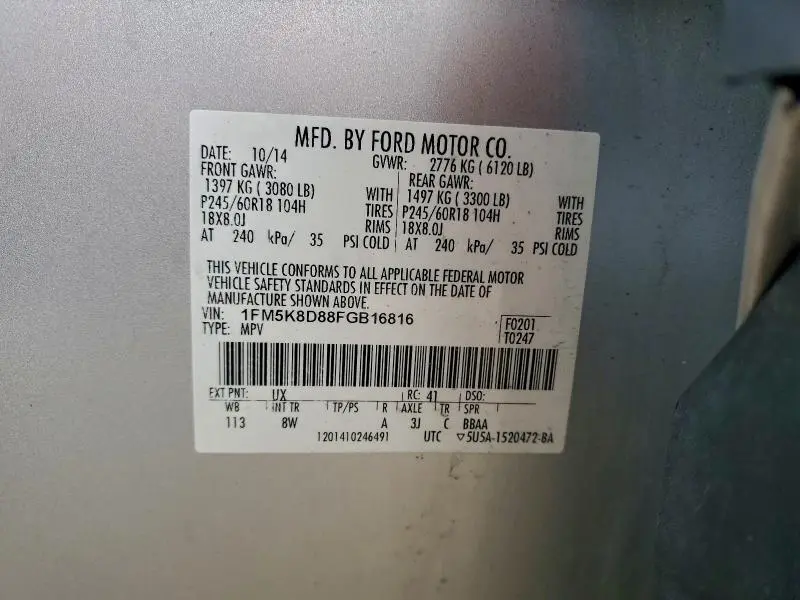 MFD. BY FORD MOTOR CO.
DATE: 10/14 GVWR: 2776 KG ( 6120 LB)
FRONT GAWR: REAR GAWR:
1397 KG ( 3080 LB) WITH 1497 KG ( 3300 LB) WITH
P245/60R18 104H TIRES P245/60R18 104H TIRES
18X8.0J RIMS 18X8.0J RIMS
AT 240 kPa/ 35 PSI COLD AT 240 kPa/ 35 PSI COLD
THIS VEHICLE CONFORMS TO ALL APPLICABLE FEDERAL MOTOR
VEHICLE SAFETY STANDARDS IN EFFECT ON THE DATE OF
MANUFACTURE SHOWN ABOVE.
VIN: 1FM5K8D88FGB16816 F0201
TYPE: MPV T0247
EXT PNT: UX RC: 41 DSO:
WB INT TR TP/PS R AXLE TR SPR
113 8W A 3J C BBAA
1201410246491 UTC ▽5U5A-1520472-BA